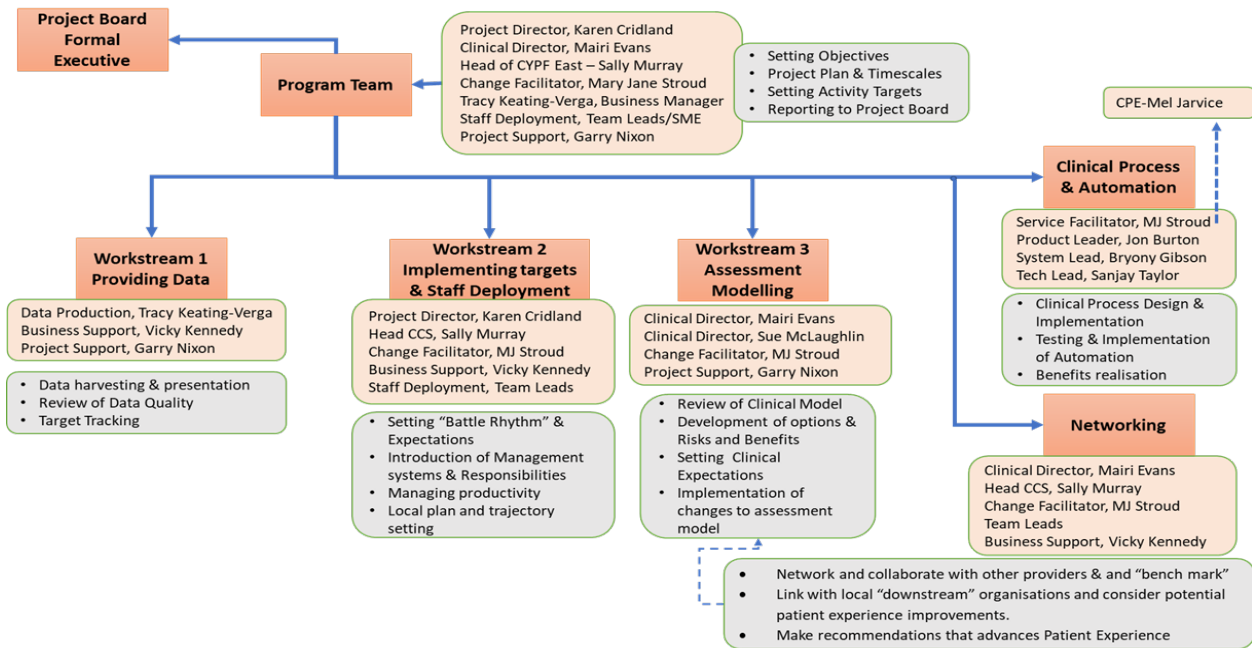 Project Board
Formal
Executive
Program Team
Project Director, Karen Cridland
Clinical Director, Mairi Evans
Head of CYPF East – Sally Murray
Change Facilitator, Mary Jane Stroud
Tracy Keating-Verga, Business Manager
Staff Deployment, Team Leads/SME
Project Support, Garry Nixon
• Setting Objectives
• Project Plan & Timescales
• Setting Activity Targets
• Reporting to Project Board
CPE-Mel Jarvice
Workstream 1
Providing Data
Data Production, Tracy Keating-Verga
Business Support, Vicky Kennedy
Project Support, Garry Nixon
• Data harvesting & presentation
• Review of Data Quality
• Target Tracking
Workstream 2
Implementing targets
& Staff Deployment
Project Director, Karen Cridland
Head CCS, Sally Murray
Change Facilitator, MJ Stroud
Business Support, Vicky Kennedy
Staff Deployment, Team Leads
• Setting “Battle Rhythm” &
Expectations
• Introduction of Management
systems & Responsibilities
• Managing productivity
• Local plan and trajectory
setting
Workstream 3
Assessment
Modelling
Clinical Director, Mairi Evans
Clinical Director, Sue McLaughlin
Change Facilitator, MJ Stroud
Project Support, Garry Nixon
• Review of Clinical Model
• Development of options &
Risks and Benefits
• Setting Clinical
Expectations
• Implementation of
changes to assessment
model
Clinical Process
& Automation
Service Facilitator, MJ Stroud
Product Leader, Jon Burton
System Lead, Bryony Gibson
Tech Lead, Sanjay Taylor
• Clinical Process Design &
Implementation
• Testing & Implementation
of Automation
• Benefits realisation
Networking
Clinical Director, Mairi Evans
Head CCS, Sally Murray
Change Facilitator, MJ Stroud
Team Leads
Business Support, Vicky Kennedy
• Network and collaborate with other providers & and “bench mark”
• Link with local “downstream” organisations and consider potential
patient experience improvements.
• Make recommendations that advances Patient Experience